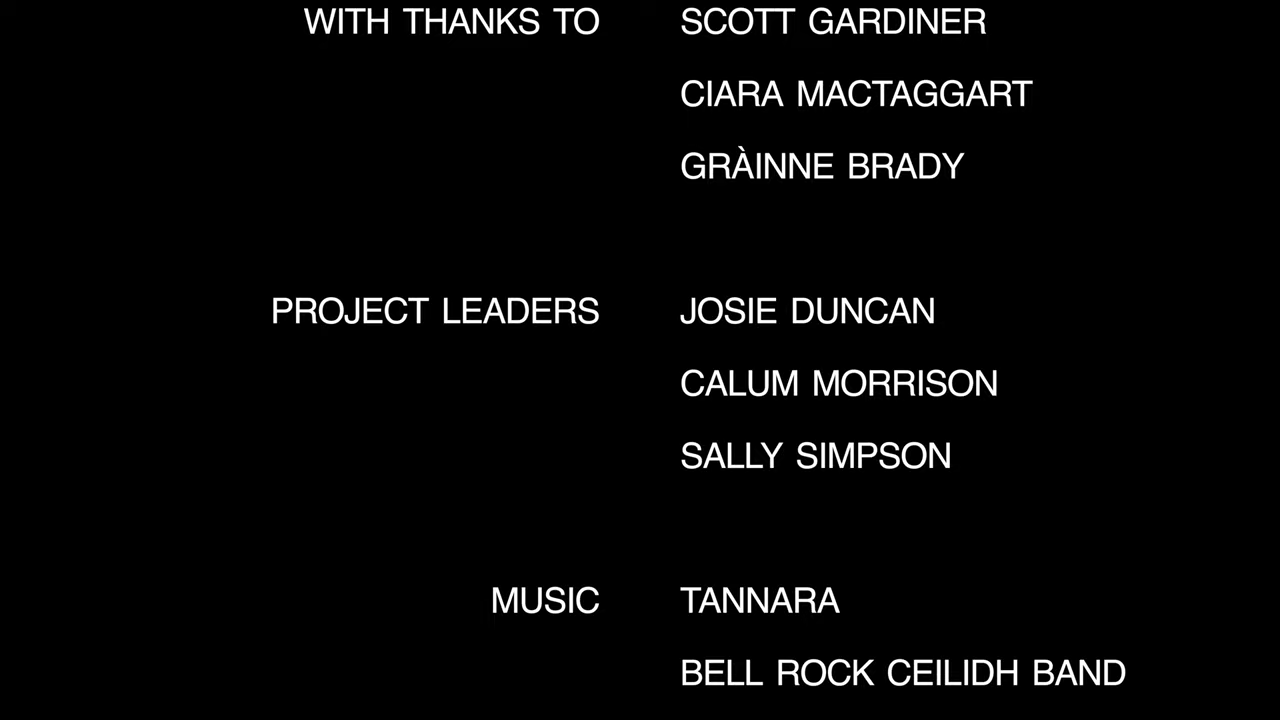 WITH THANKS TO SCOTT GARDINER
CIARA MACTAGGART
GRÀINNE BRADY
PROJECT LEADERS JOSIE DUNCAN
CALUM MORRISON
SALLY SIMPSON
MUSIC TANNARA
BELL ROCK CEILIDH BAND